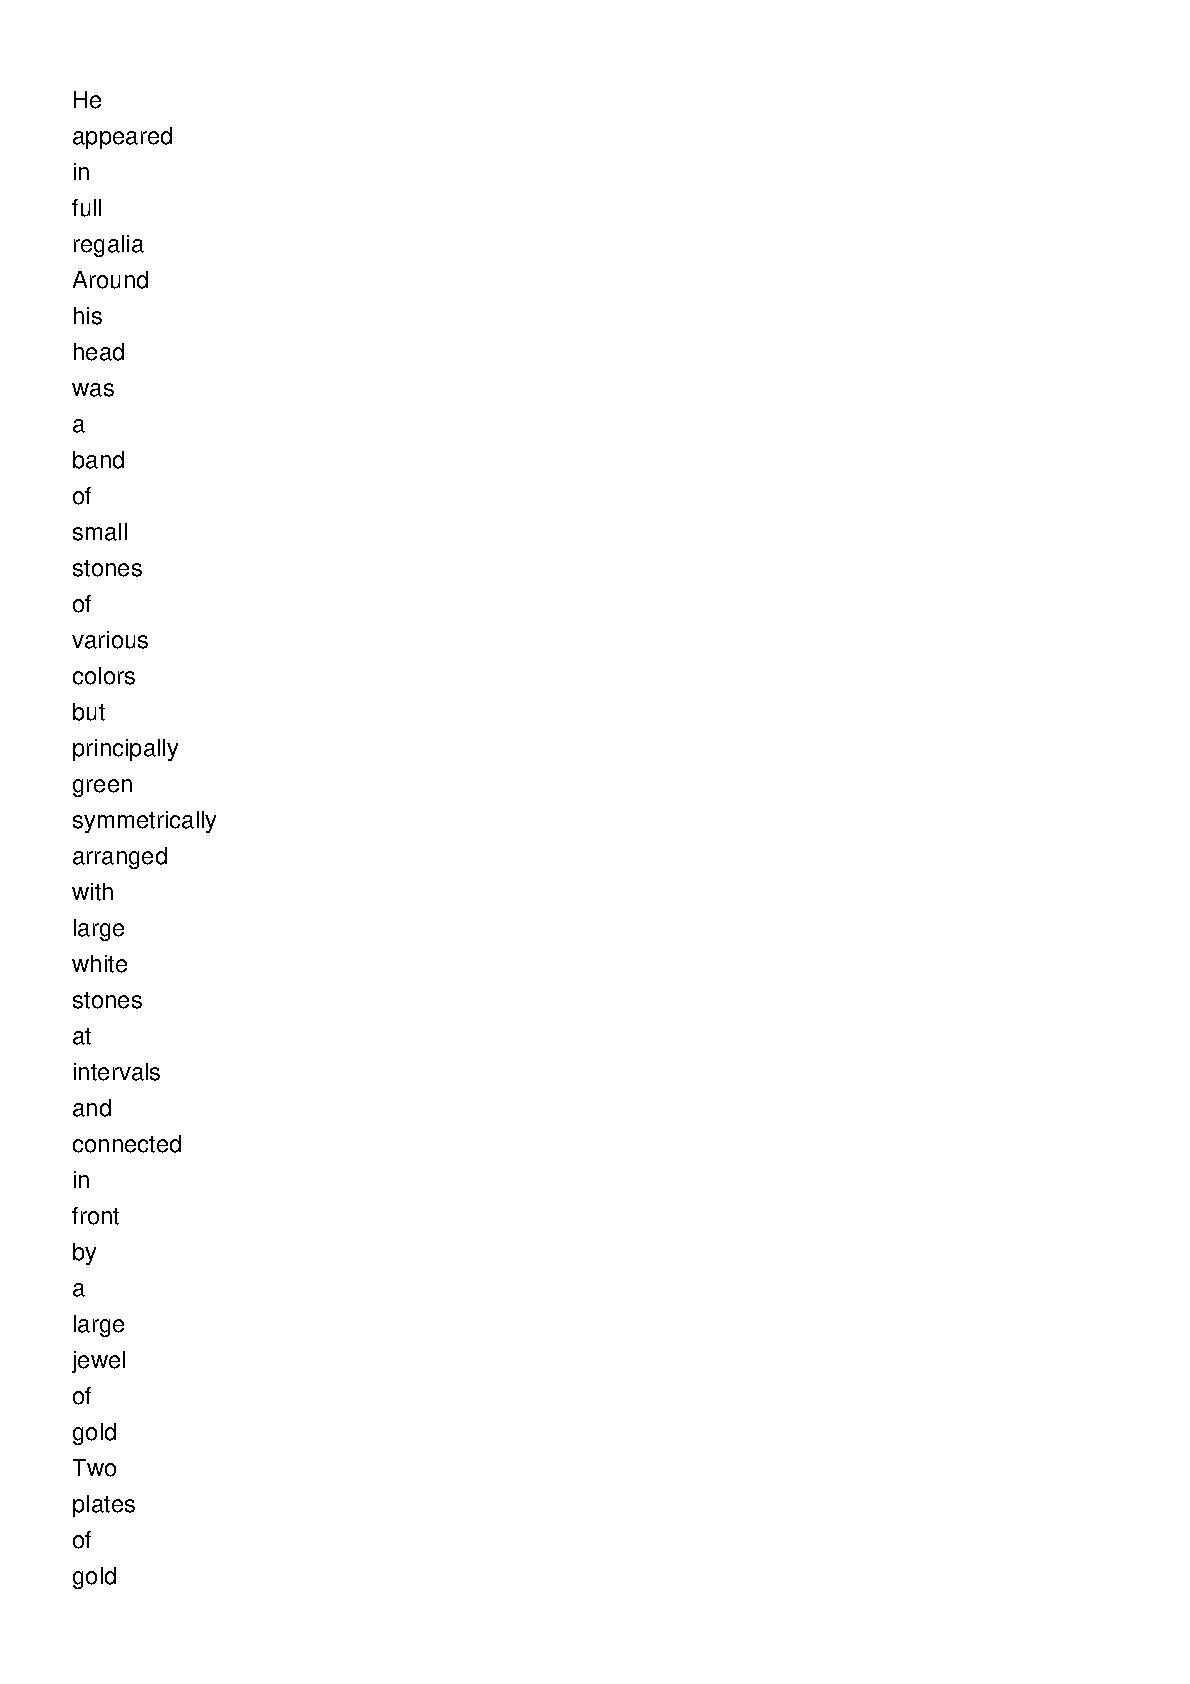 He
appeared
in
full
regalia
Around
his
head
was
a
band
of
small
stones
of
various
colors
but
principally
green
symmetrically
arranged
with
large
white
stones
at
intervals
and
connected
in
front
by
a
large
jewel
of
gold
Two
plates
of
gold